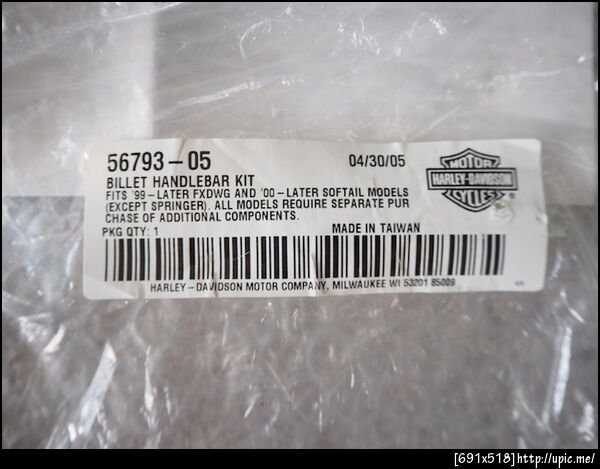 56793-05
04/30/05
BILLET HANDLEBAR KIT
FITS '99-LATER FXDWG AND '00-LATER SOFTAIL MODELS
(EXCEPT SPRINGER). ALL MODELS REQUIRE SEPARATE PUR
CHASE OF ADDITIONAL COMPONENTS.
PKG QTY: 1
MADE IN TAIWAN
MOTOR
HARLEY-DAVIDSON
CYCLES
HARLEY-DAVIDSON MOTOR COMPANY, MILWAUKEE WI 53201 85009
[691x518]http://upic.me/